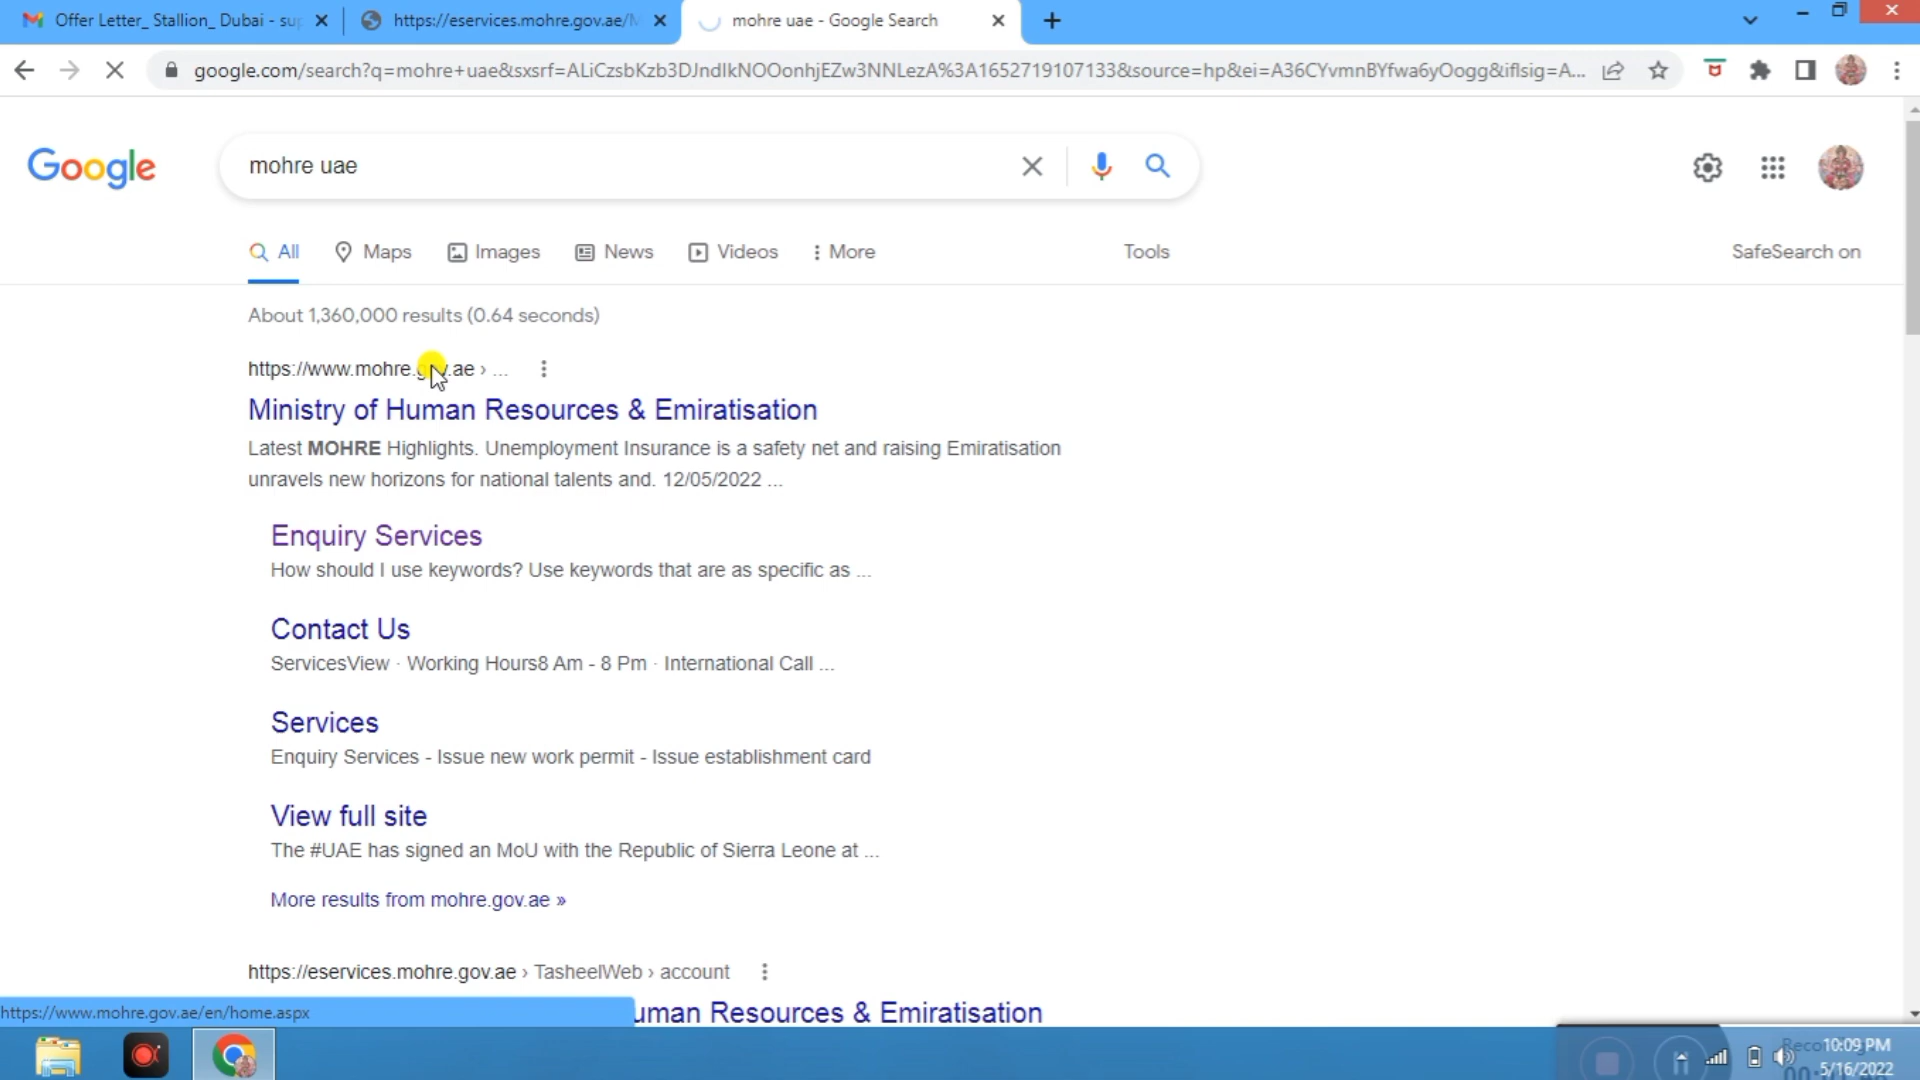 Offer Letter_ Stallion_ Dubai - sup
https://eservices.mohre.gov.ae/M
mohre uae - Google Search
google.com/search?q=mohre+uae&sxsrf=ALiCzsbKzb3DJndIkNOOonhjEZw3NNLezA%3A1652719107133&source=hp&ei=A36CYvmnBYfwa6yOogg&iflsig=A...
Google
mohre uae
All
Maps
Images
News
Videos
More
Tools
SafeSearch on
About 1,360,000 results (0.64 seconds)
https://www.mohre.gov.ae › ...
Ministry of Human Resources & Emiratisation
Latest MOHRE Highlights. Unemployment Insurance is a safety net and raising Emiratisation
unravels new horizons for national talents and. 12/05/2022 ...
Enquiry Services
How should I use keywords? Use keywords that are as specific as ...
Contact Us
ServicesView · Working Hours8 Am - 8 Pm · International Call ...
Services
Enquiry Services - Issue new work permit - Issue establishment card
View full site
The #UAE has signed an MoU with the Republic of Sierra Leone at ...
More results from mohre.gov.ae »
https://eservices.mohre.gov.ae › TasheelWeb › account
uman Resources & Emiratisation
https://www.mohre.gov.ae/en/home.aspx
10:09 PM
5/16/2022